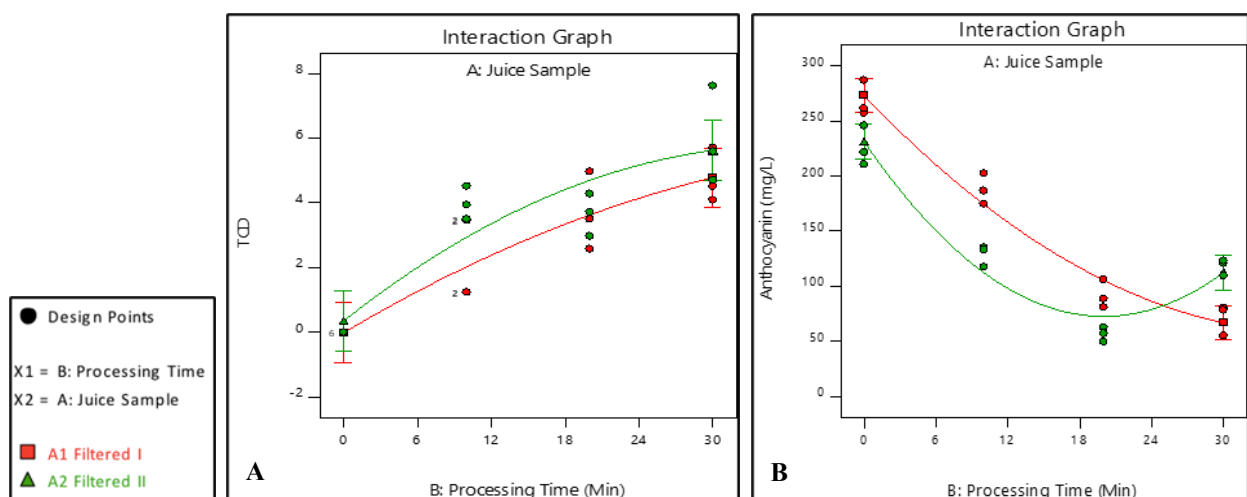 Design Points
X1 = B: Processing Time
X2 = A: Juice Sample
A1 Filtered I
A2 Filtered II
Interaction Graph
A: Juice Sample
8
6
4
2
0
-2
6
2
2
0
6
12
18
24
30
A
B: Processing Time (Min)
Interaction Graph
A: Juice Sample
Anthocyanin (mg/L)
300
250
200
150
100
50
0
0
6
12
18
24
30
B
B: Processing Time (Min)